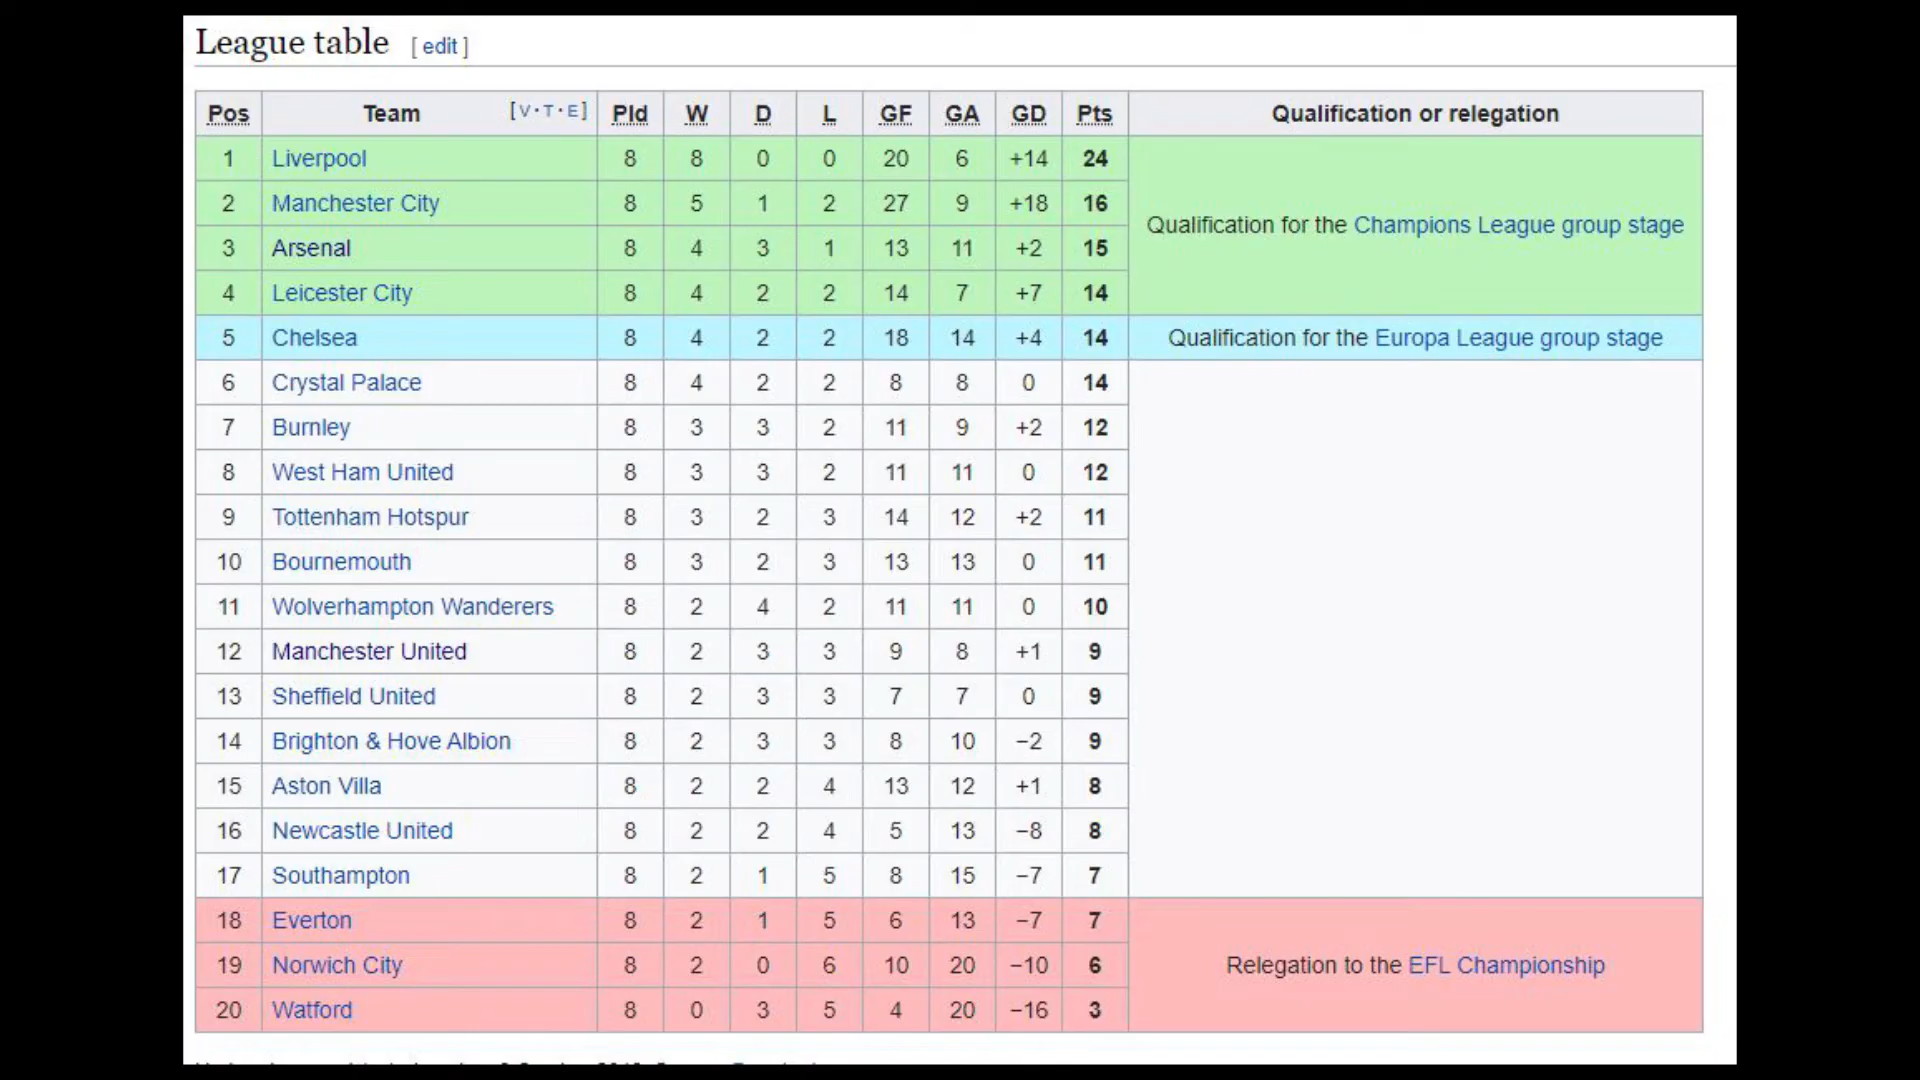 League table [ edit ]
Pos Team [V·T·E] Pld W D L GF GA GD Pts Qualification or relegation
1 Liverpool 8 8 0 0 20 6 +14 24
2 Manchester City 8 5 1 2 27 9 +18 16
Qualification for the Champions League group stage
3 Arsenal 8 4 3 1 13 11 +2 15
4 Leicester City 8 4 2 2 14 7 +7 14
5 Chelsea 8 4 2 2 18 14 +4 14 Qualification for the Europa League group stage
6 Crystal Palace 8 4 2 2 8 8 0 14
7 Burnley 8 3 3 2 11 9 +2 12
8 West Ham United 8 3 3 2 11 11 0 12
9 Tottenham Hotspur 8 3 2 3 14 12 +2 11
10 Bournemouth 8 3 2 3 13 13 0 11
11 Wolverhampton Wanderers 8 2 4 2 11 11 0 10
12 Manchester United 8 2 3 3 9 8 +1 9
13 Sheffield United 8 2 3 3 7 7 0 9
14 Brighton & Hove Albion 8 2 3 3 8 10 −2 9
15 Aston Villa 8 2 2 4 13 12 +1 8
16 Newcastle United 8 2 2 4 5 13 −8 8
17 Southampton 8 2 1 5 8 15 −7 7
18 Everton 8 2 1 5 6 13 −7 7
19 Norwich City 8 2 0 6 10 20 −10 6 Relegation to the EFL Championship
20 Watford 8 0 3 5 4 20 −16 3